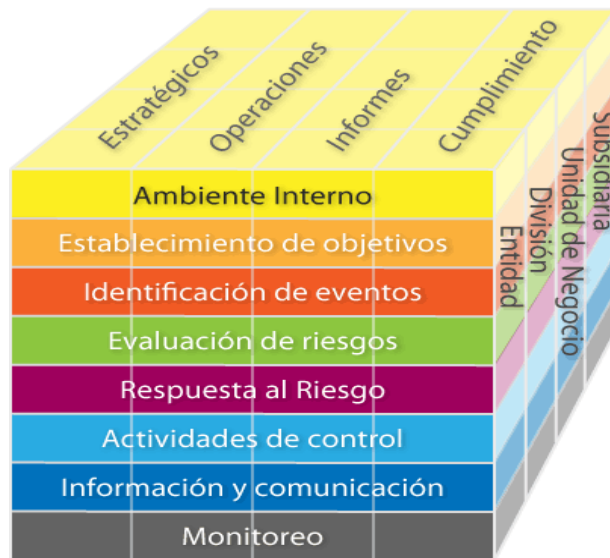 Estratégicos
Operaciones
Informes
Cumplimiento
Ambiente Interno
Establecimiento de objetivos
Identificación de eventos
Evaluación de riesgos
Respuesta al Riesgo
Actividades de control
Información y comunicación
Monitoreo
Entidad
División
Unidad de Negocio
Subsidiaria